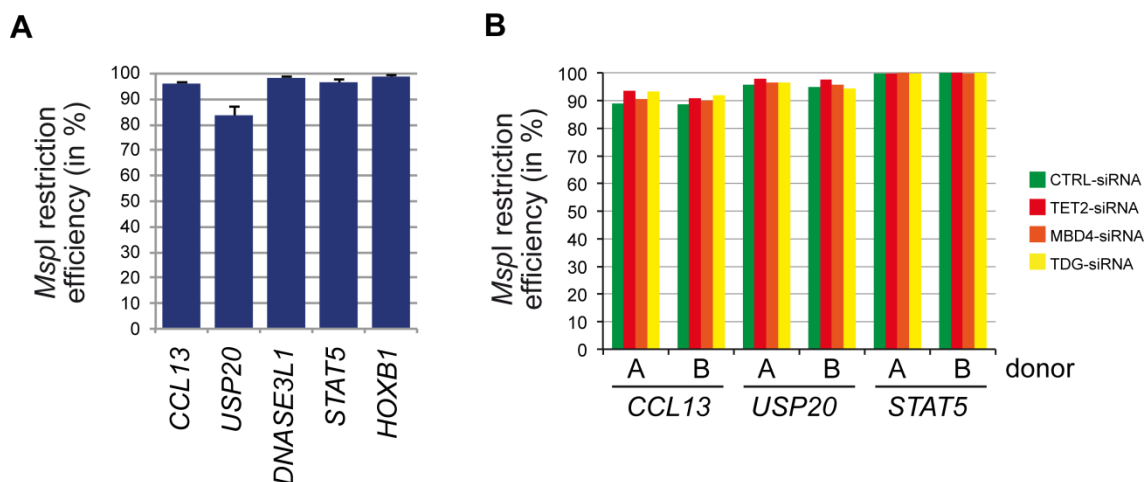 A
MspI restriction
efficiency (in %)
100
90
80
70
60
50
40
30
20
10
0
CCL13
USP20
DNASE3L1
STAT5
HOXB1
B
MspI restriction
efficiency (in %)
100
90
80
70
60
50
40
30
20
10
0
A B A B A B donor
CCL13 USP20 STAT5
CTRL-siRNA
TET2-siRNA
MBD4-siRNA
TDG-siRNA